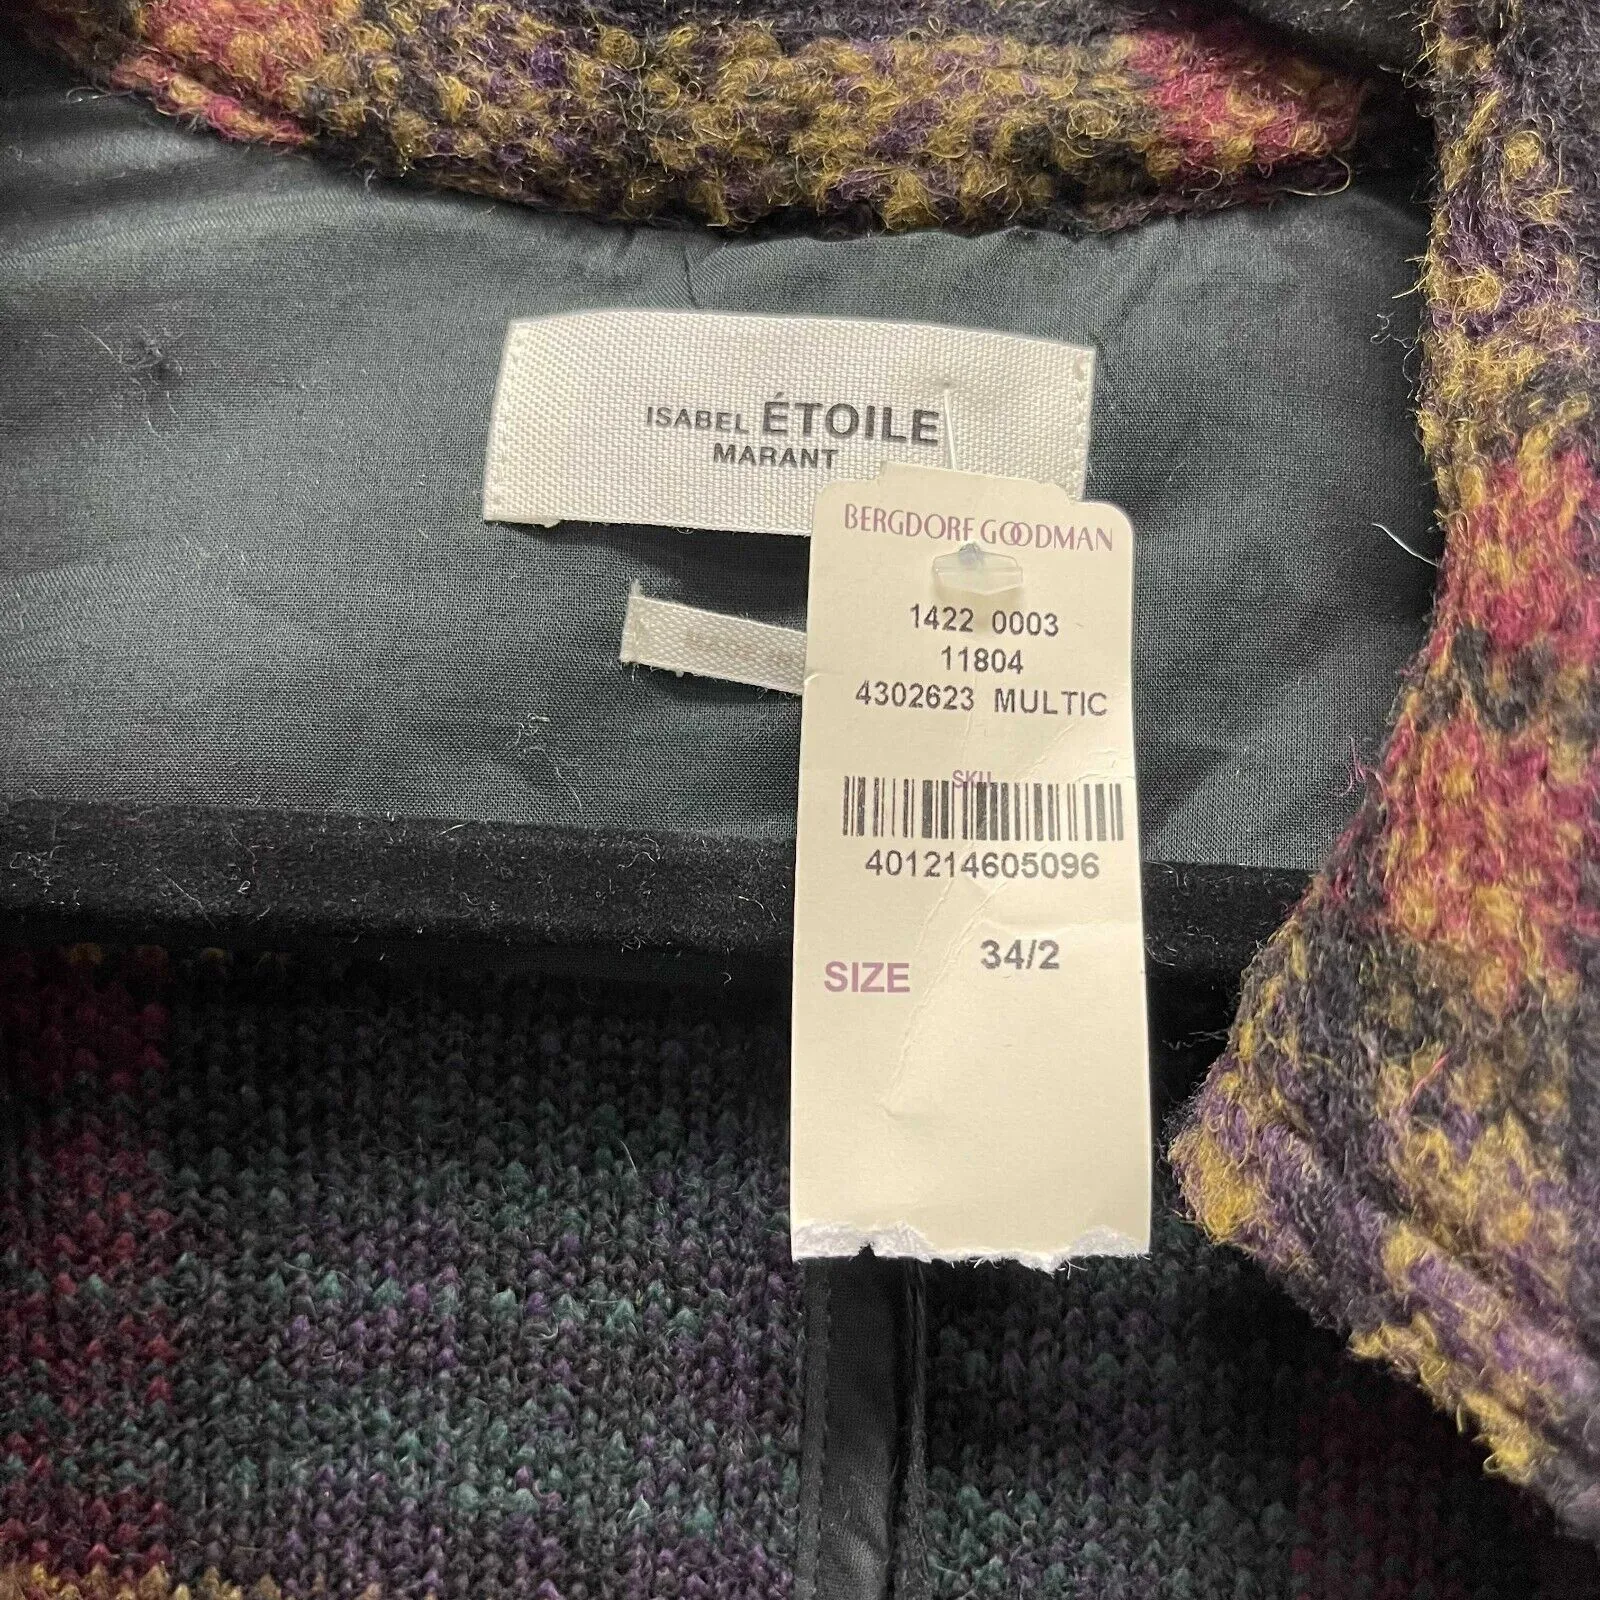 ISABEL ÉTOILE
MARANT
BERGDORF GOODMAN
1422 0003
11804
4302623 MULTIC
SKU
401214605096
SIZE 34/2